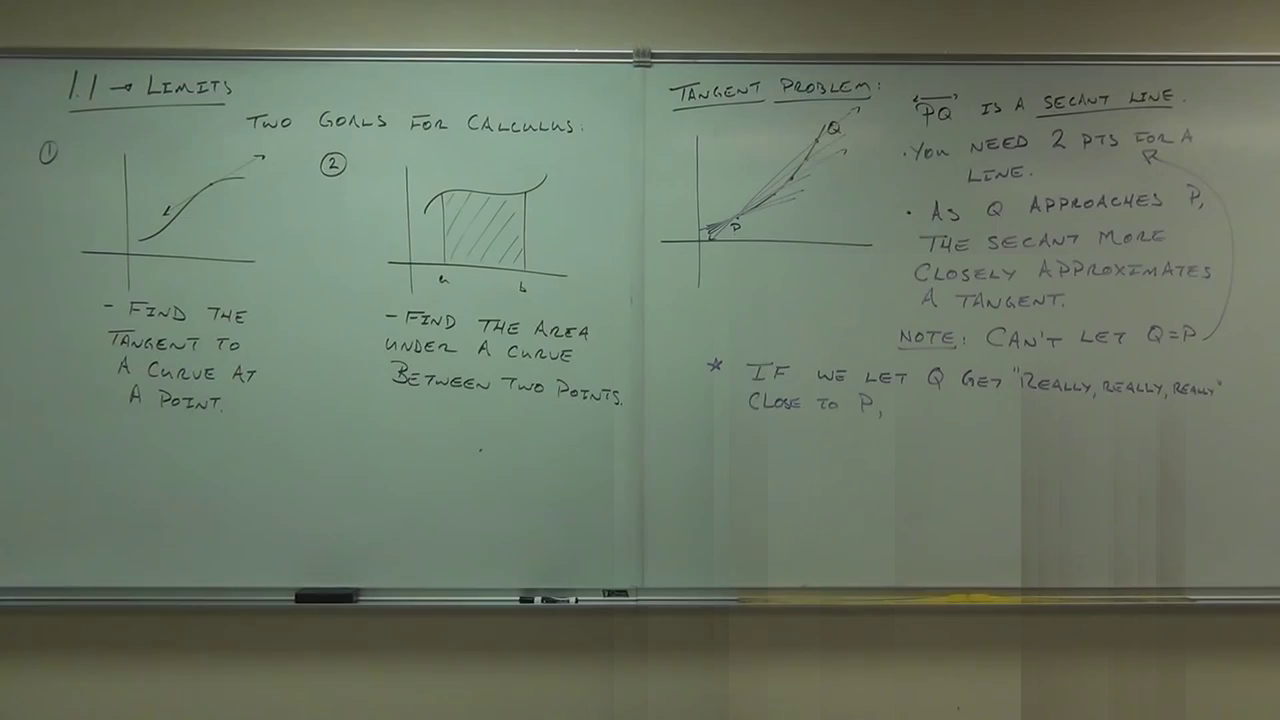 1.1 → LIMITS
TWO GOALS FOR CALCULUS:
①
②
a
b
- FIND THE
TANGENT TO
A CURVE AT
A POINT.
- FIND THE AREA
UNDER A CURVE
BETWEEN TWO POINTS.
TANGENT PROBLEM:
Q
P
PQ IS A SECANT LINE.
• YOU NEED 2 PTS FOR A
LINE.
• AS Q APPROACHES P,
THE SECANT MORE
CLOSELY APPROXIMATES
A TANGENT.
NOTE: CAN'T LET Q=P
* IF WE LET Q GET "REALLY, REALLY, REALLY"
CLOSE TO P,